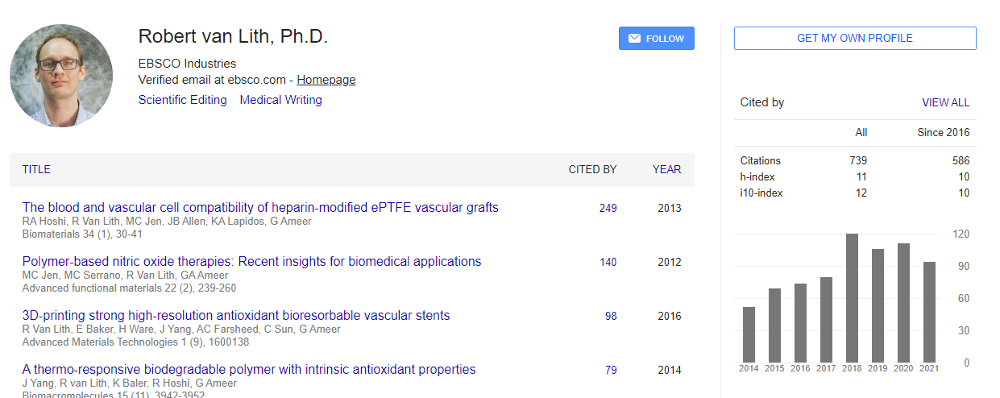 Robert van Lith, Ph.D.
FOLLOW
EBSCO Industries
Verified email at ebsco.com - Homepage
Scientific Editing Medical Writing
TITLE CITED BY YEAR
The blood and vascular cell compatibility of heparin-modified ePTFE vascular grafts 249 2013
RA Hoshi, R Van Lith, MC Jen, JB Allen, KA Lapidos, G Ameer
Biomaterials 34 (1), 30-41
Polymer-based nitric oxide therapies: Recent insights for biomedical applications 140 2012
MC Jen, MC Serrano, R Van Lith, GA Ameer
Advanced functional materials 22 (2), 239-260
3D-printing strong high-resolution antioxidant bioresorbable vascular stents 98 2016
R Van Lith, E Baker, H Ware, J Yang, AC Farsheed, C Sun, G Ameer
Advanced Materials Technologies 1 (9), 1600138
A thermo-responsive biodegradable polymer with intrinsic antioxidant properties 79 2014
J Yang, R van Lith, K Baler, R Hoshi, G Ameer
Biomacromolecules 15 (11), 3942-3952
GET MY OWN PROFILE
Cited by VIEW ALL
All Since 2016
Citations 739 586
h-index 11 10
i10-index 12 10
120
90
60
30
0
2014 2015 2016 2017 2018 2019 2020 2021